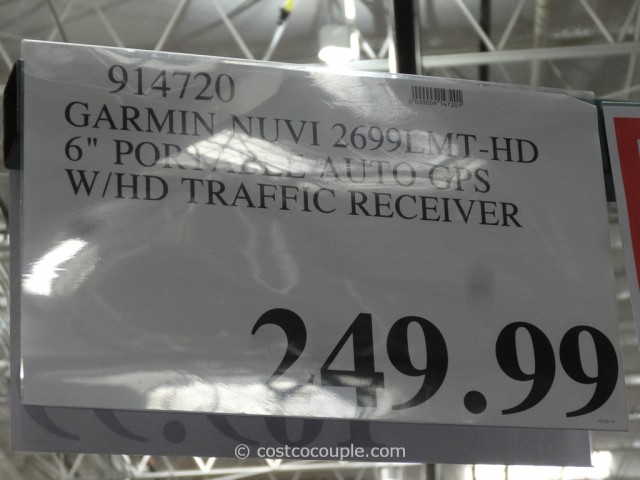 914720
GARMIN NUVI 2699LMT-HD
6" PORTABLE AUTO GPS
W/HD TRAFFIC RECEIVER
249.99
© costcocouple.com